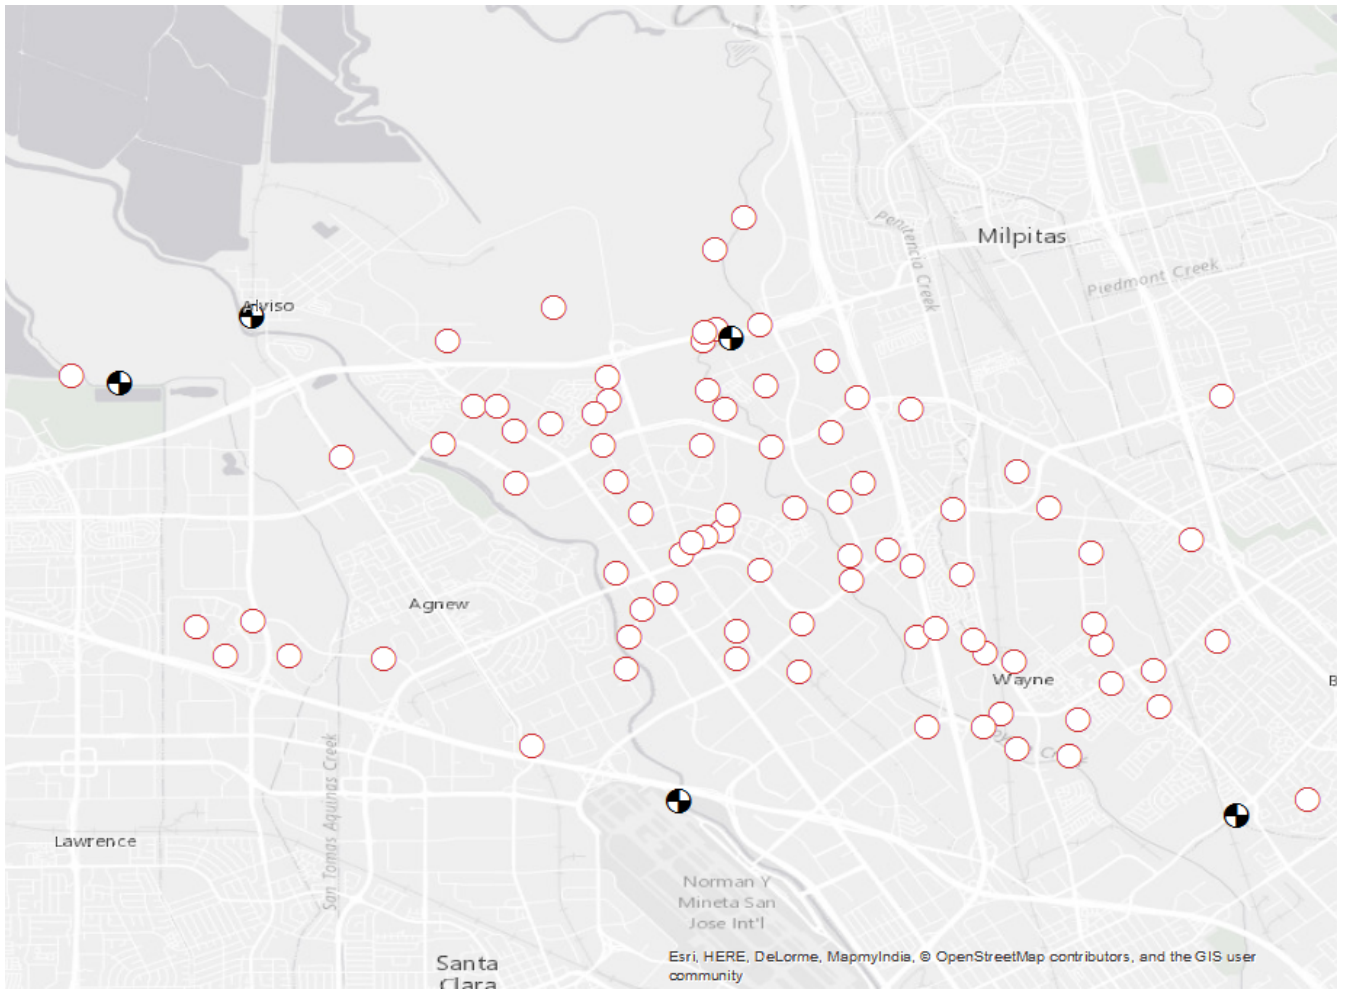 Milpitas
Penitencia Creek
Piedmont Creek
Alviso
Agnew
Wayne
B
San Tomas Aquinas Creek
Lawrence
Norman Y
Mineta San
Jose Int'l
Santa
Clara
Esri, HERE, DeLorme, MapmyIndia, © OpenStreetMap contributors, and the GIS user
community